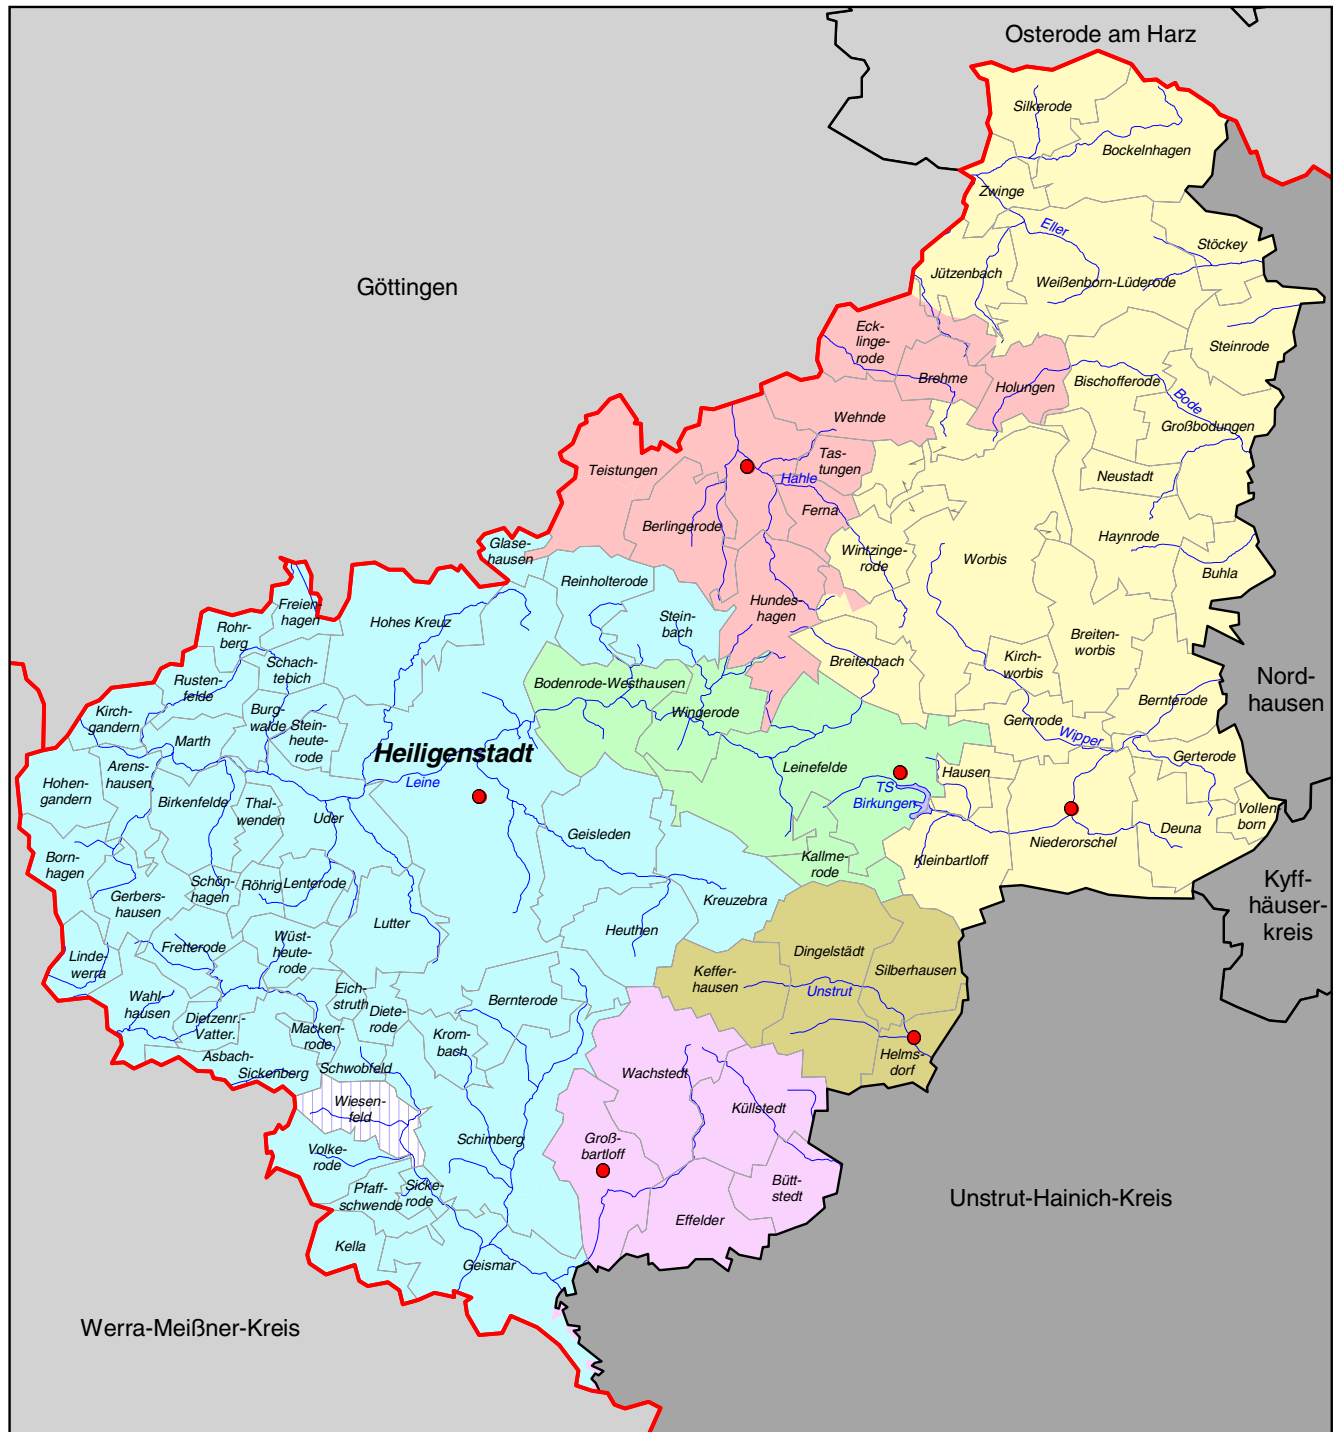 Osterode am Harz
Silkerode
Bockelnhagen
Zwinge
Eller
Stöckey
Jützenbach
Weißenborn-Lüderode
Göttingen
Eck-
linge-
rode
Steinrode
Brehme
Holungen
Bischofferode
Bode
Wehnde
Großbodungen
Teistungen
Tas-
tungen
Hahle
Neustadt
Berlingerode
Ferna
Haynrode
Glase-
hausen
Wintzinge-
rode
Worbis
Buhla
Reinholterode
Freien-
hagen
Hohes Kreuz
Stein-
bach
Hundes-
hagen
Rohr-
berg
Breiten-
worbis
Schach-
tebich
Breitenbach
Kirch-
worbis
Rusten-
felde
Bodenrode-Westhausen
Nord-
hausen
Kirch-
gandern
Burg-
walde
Wingerode
Bernterode
Gernrode
Stein-
heute-
rode
Marth
Wipper
Heiligenstadt
Gerterode
Arens-
hausen
Leinefelde
Hausen
Leine
Hohen-
gandern
TS
Birkungen
Birkenfelde
Thal-
wenden
Uder
Vollen-
born
Geisleden
Deuna
Niederorschel
Born-
hagen
Kallme-
rode
Kleinbartloff
Schön-
hagen
Röhrig
Lenterode
Kyff-
häuser-
kreis
Gerbers-
hausen
Kreuzebra
Lutter
Heuthen
Fretterode
Wüst-
heute-
rode
Dingelstädt
Linde-
werra
Keffer-
hausen
Silberhausen
Eich-
struth
Unstrut
Wahl-
hausen
Bernterode
Dietzenr.-
Vatter.
Diete-
rode
Macken-
rode
Krom-
bach
Asbach-
Sickenberg
Helms-
dorf
Schwobfeld
Wachstedt
Wiesen-
feld
Küllstedt
Schimberg
Groß-
bartloff
Volke-
rode
Bütt-
stedt
Pfaff-
schwende
Sicke-
rode
Unstrut-Hainich-Kreis
Effelder
Kella
Geismar
Werra-Meißner-Kreis